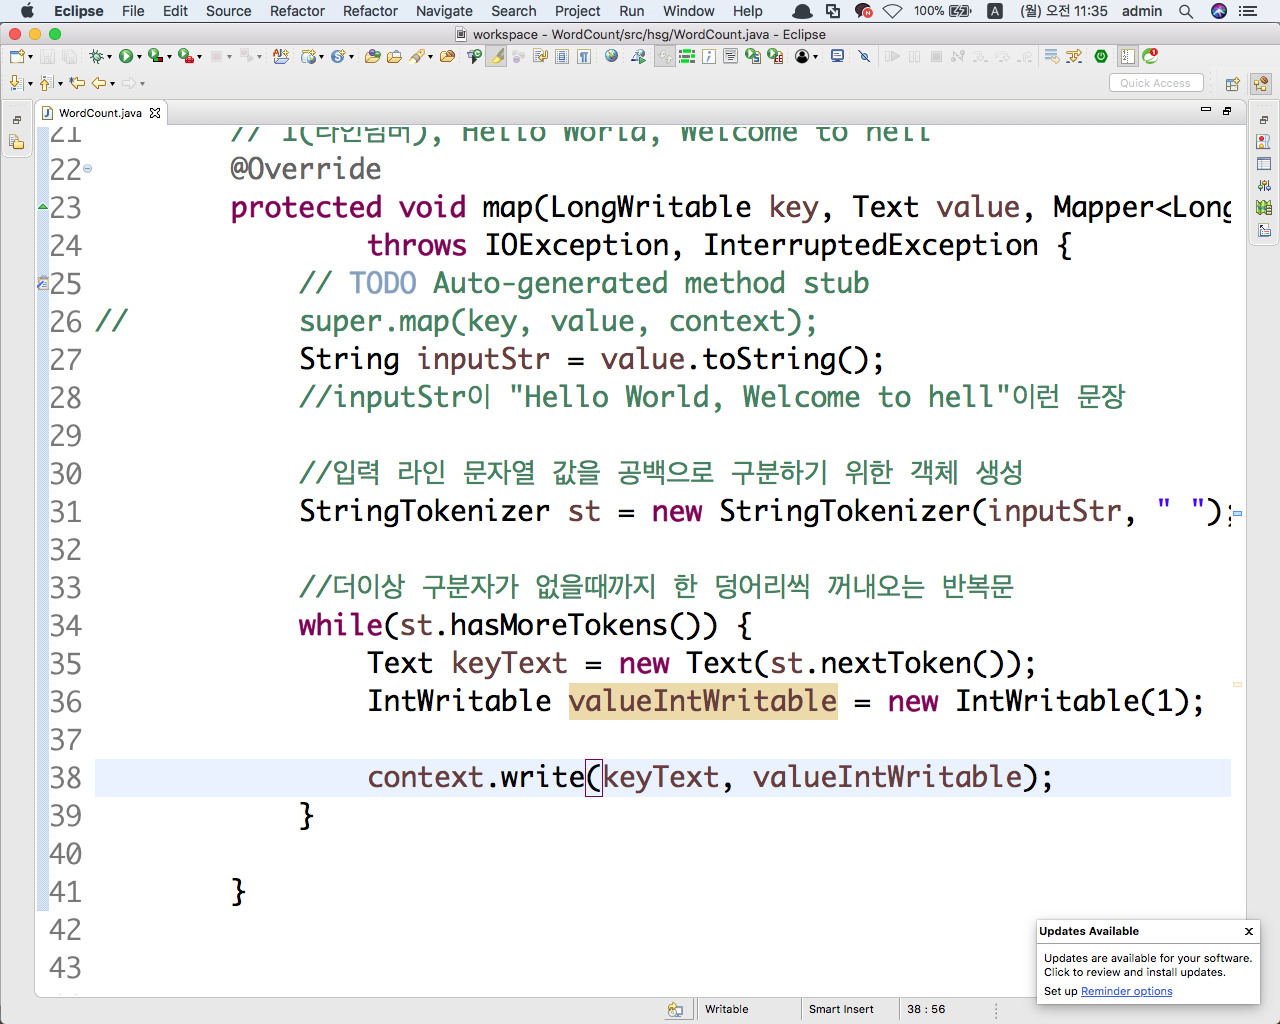 Eclipse File Edit Source Refactor Refactor Navigate Search Project Run Window Help 100% A (월) 오전 11:35 admin
workspace - WordCount/src/hsg/WordCount.java - Eclipse
Quick Access
WordCount.java
21 // 1(라인넘버), Hello World, Welcome to hell
22 @Override
23 protected void map(LongWritable key, Text value, Mapper<Long
24 throws IOException, InterruptedException {
25 // TODO Auto-generated method stub
26 // super.map(key, value, context);
27 String inputStr = value.toString();
28 //inputStr이 "Hello World, Welcome to hell"이런 문장
29
30 //입력 라인 문자열 값을 공백으로 구분하기 위한 객체 생성
31 StringTokenizer st = new StringTokenizer(inputStr, " ");
32
33 //더이상 구분자가 없을때까지 한 덩어리씩 꺼내오는 반복문
34 while(st.hasMoreTokens()) {
35 Text keyText = new Text(st.nextToken());
36 IntWritable valueIntWritable = new IntWritable(1);
37
38 context.write(keyText, valueIntWritable);
39 }
40
41 }
42
43
Updates Available
Updates are available for your software.
Click to review and install updates.
Set up Reminder options
Writable Smart Insert 38 : 56